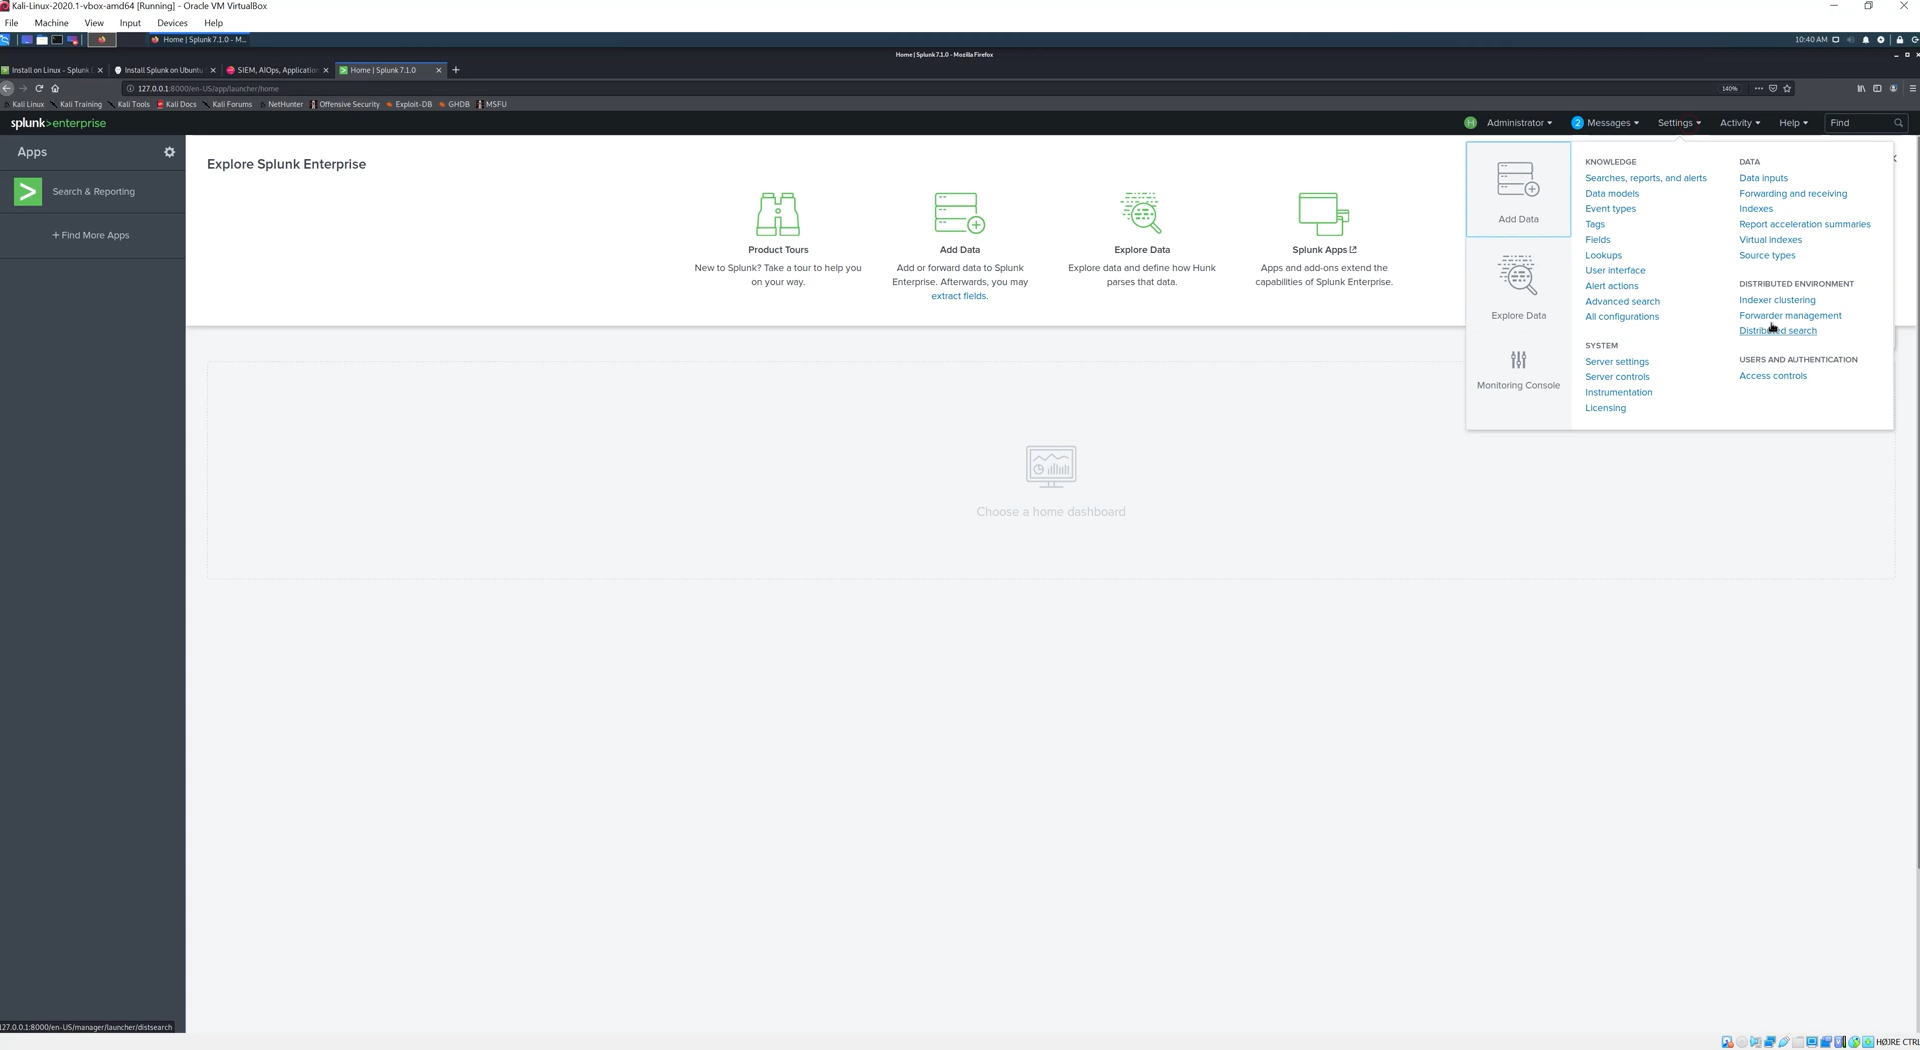 Kali-Linux-2020.1-vbox-amd64 [Running] - Oracle VM VirtualBox
File Machine View Input Devices Help
Home | Splunk 7.1.0 - M...
10:40 AM
Home | Splunk 7.1.0 - Mozilla Firefox
Install on Linux - Splunk
Install Splunk on Ubuntu
SIEM, AIOps, Application
Home | Splunk 7.1.0
127.0.0.1:8000/en-US/app/launcher/home
140%
Kali Linux Kali Training Kali Tools Kali Docs Kali Forums NetHunter Offensive Security Exploit-DB GHDB MSFU
splunk>enterprise
H Administrator 2 Messages Settings Activity Help Find
Apps
Search & Reporting
+ Find More Apps
Explore Splunk Enterprise
Product Tours
New to Splunk? Take a tour to help you
on your way.
Add Data
Add or forward data to Splunk
Enterprise. Afterwards, you may
extract fields.
Explore Data
Explore data and define how Hunk
parses that data.
Splunk Apps
Apps and add-ons extend the
capabilities of Splunk Enterprise.
Add Data
Explore Data
Monitoring Console
KNOWLEDGE
Searches, reports, and alerts
Data models
Event types
Tags
Fields
Lookups
User interface
Alert actions
Advanced search
All configurations
SYSTEM
Server settings
Server controls
Instrumentation
Licensing
DATA
Data inputs
Forwarding and receiving
Indexes
Report acceleration summaries
Virtual indexes
Source types
DISTRIBUTED ENVIRONMENT
Indexer clustering
Forwarder management
Distributed search
USERS AND AUTHENTICATION
Access controls
Choose a home dashboard
127.0.0.1:8000/en-US/manager/launcher/distsearch
HØJRE CTRL